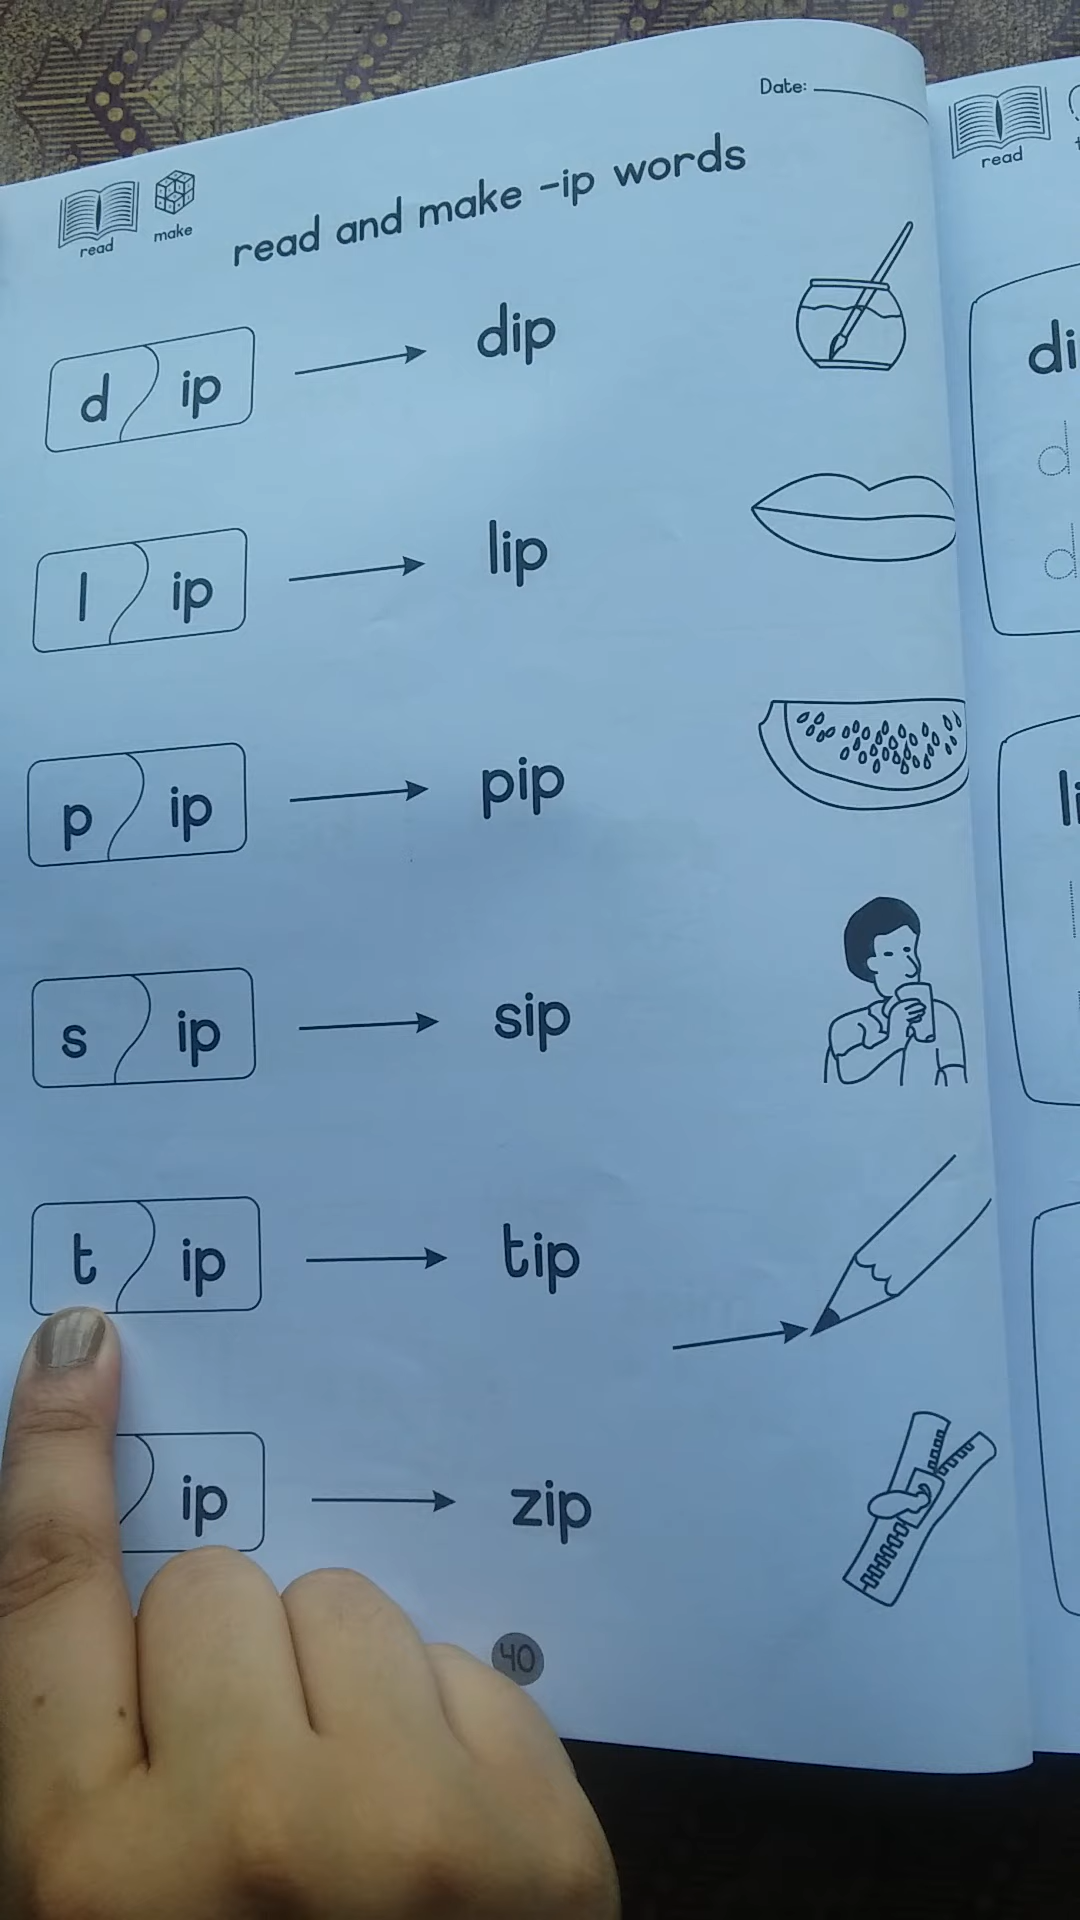 Date:
read
make
read and make -ip words
d ip dip
l ip lip
p ip pip
s ip sip
t ip tip
ip zip
40
read
di
d
d
li
l